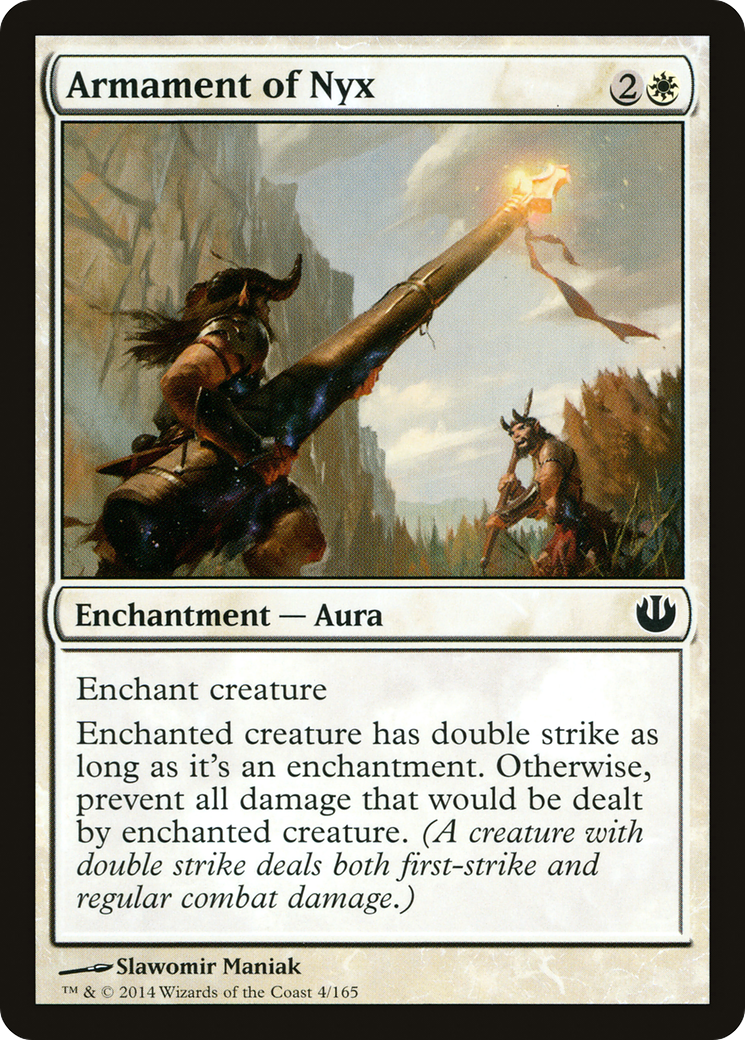 Armament of Nyx 2
Enchantment — Aura
Enchant creature
Enchanted creature has double strike as
long as it's an enchantment. Otherwise,
prevent all damage that would be dealt
by enchanted creature. (A creature with
double strike deals both first-strike and
regular combat damage.)
Slawomir Maniak
™ & © 2014 Wizards of the Coast 4/165